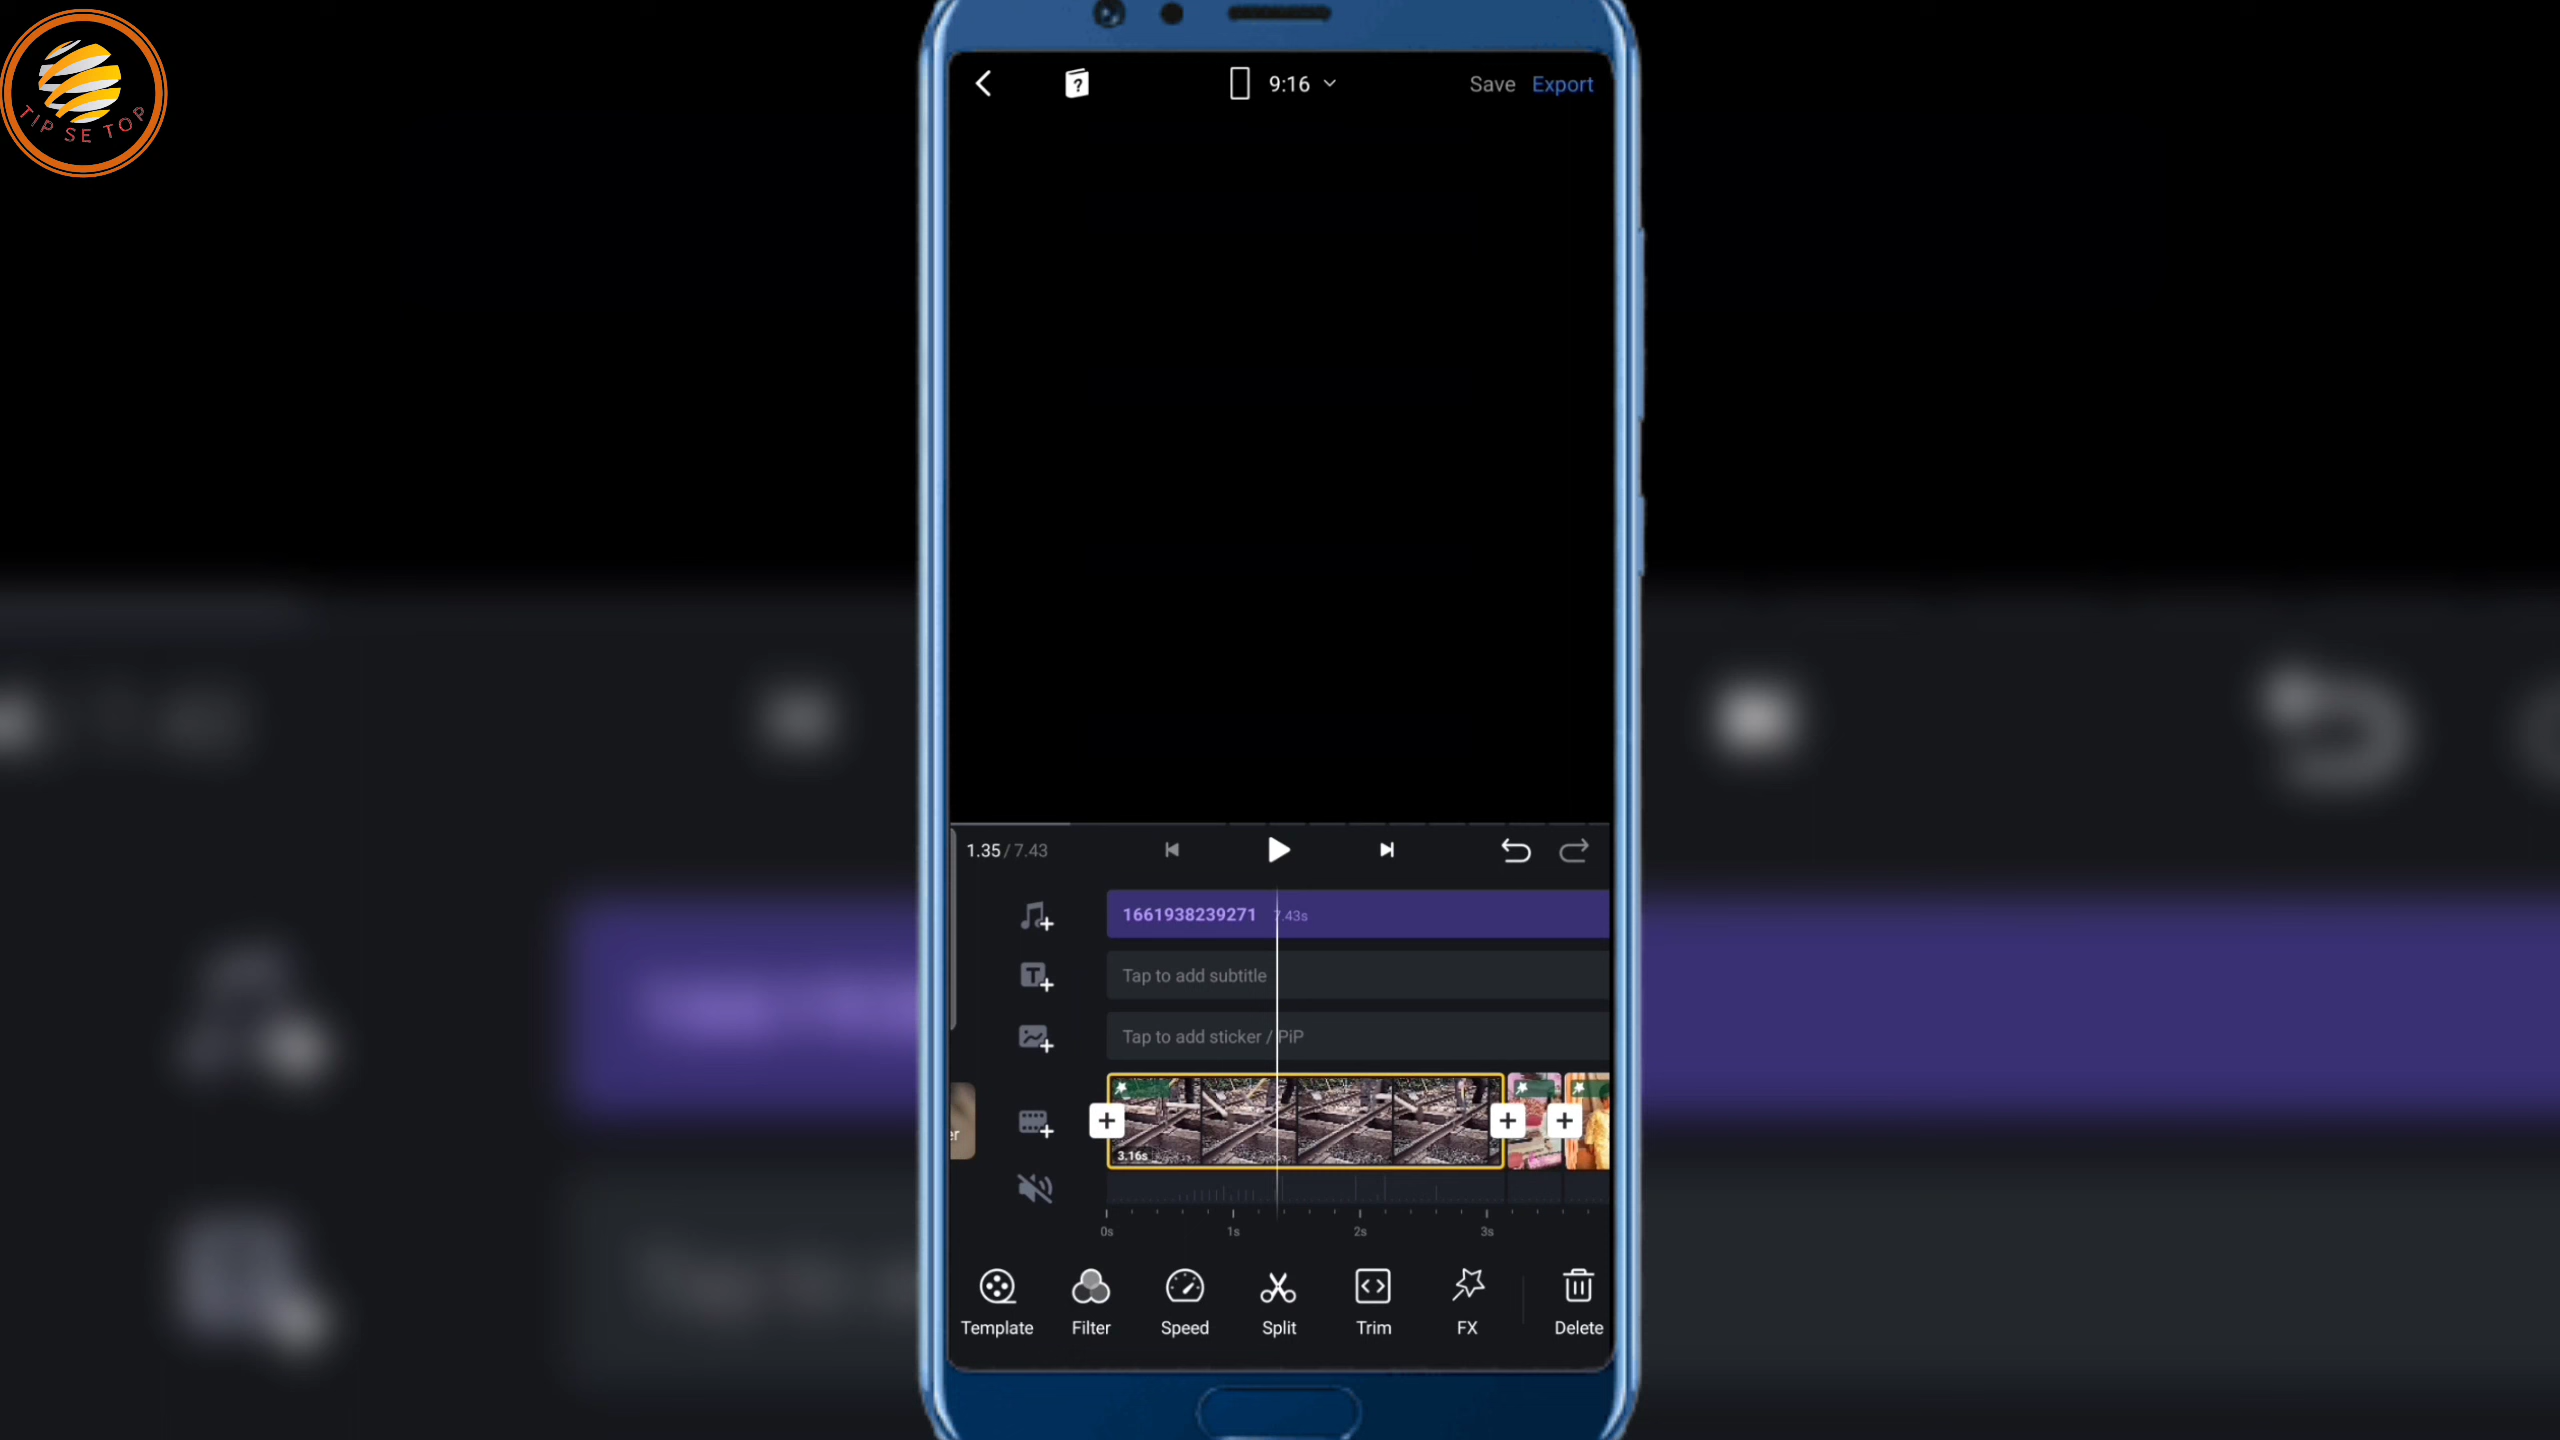 TIP SE TOP
9:16
Save
Export
1.35 / 7.43
1661938239271 7.43s
Tap to add subtitle
Tap to add sticker / PiP
er
3.16s
0s 1s 2s 3s
Template
Filter
Speed
Split
Trim
FX
Delete